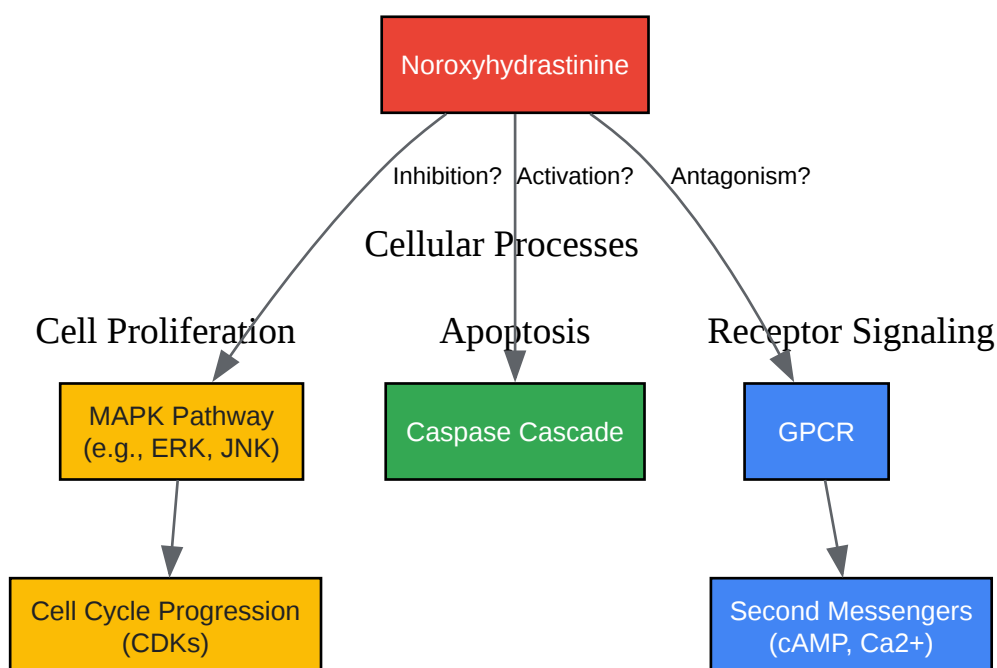 Noroxyhydrastinine
Inhibition?
Activation?
Antagonism?
Cellular Processes
Cell Proliferation
Apoptosis
Receptor Signaling
MAPK Pathway
(e.g., ERK, JNK)
Caspase Cascade
GPCR
Cell Cycle Progression
(CDKs)
Second Messengers
(cAMP, Ca2+)